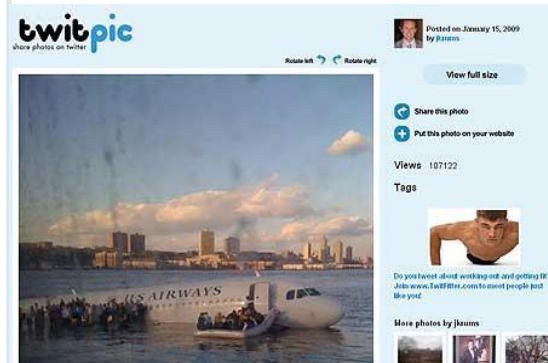 twitpic
share photos on twitter
Rotate left Rotate right
RS AIRWAYS
Posted on January 15, 2009
by jkrums
View full size
Share this photo
Put this photo on your website
Views 107122
Tags
Do you tweet about working out and getting fit?
Join www.TwitFitter.com to meet people just
like you!
More photos by jkrums